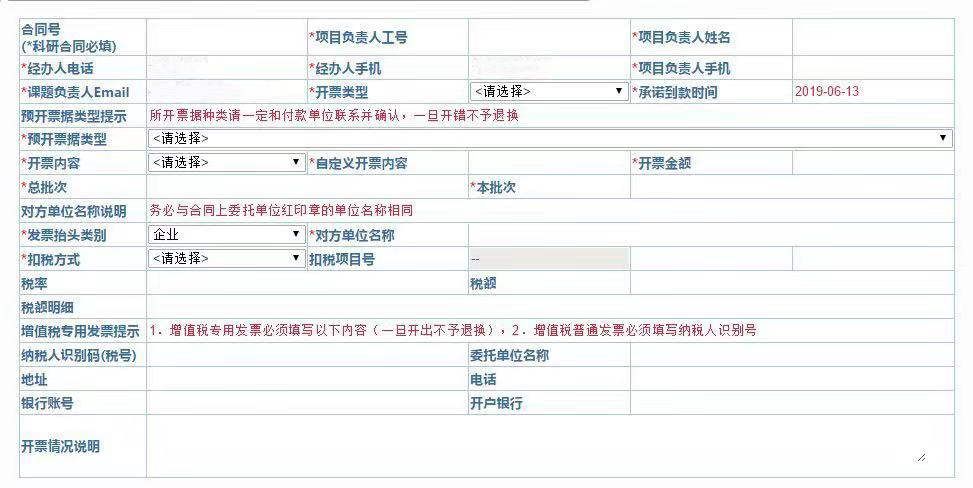 合同号
(*科研合同必填)
*项目负责人工号
*项目负责人姓名
*经办人电话
*经办人手机
*项目负责人手机
*课题负责人Email
*开票类型
<请选择>
*承诺到款时间
2019-06-13
预开票据类型提示
所开票据种类请一定和付款单位联系并确认，一旦开错不予退换
*预开票据类型
<请选择>
*开票内容
<请选择>
*自定义开票内容
*开票金额
*总批次
*本批次
对方单位名称说明
务必与合同上委托单位红印章的单位名称相同
*发票抬头类别
企业
*对方单位名称
*扣税方式
<请选择>
扣税项目号
--
税率
税额
税额明细
增值税专用发票提示
1．增值税专用发票必须填写以下内容（一旦开出不予退换），2．增值税普通发票必须填写纳税人识别号
纳税人识别码(税号)
委托单位名称
地址
电话
银行账号
开户银行
开票情况说明